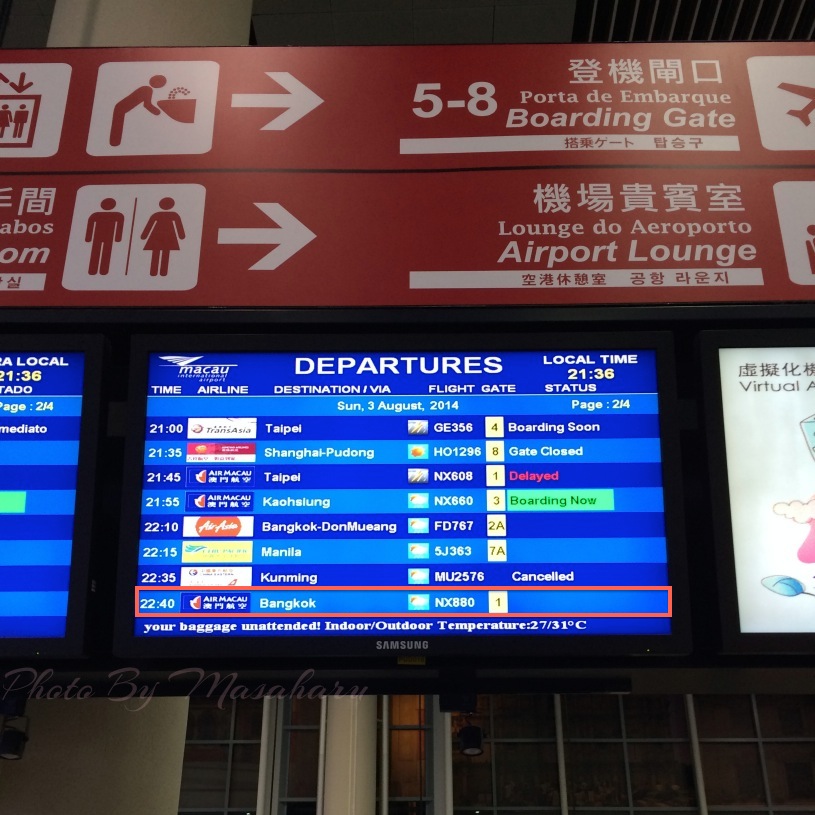 5-8
登機閘口
Porta de Embarque
Boarding Gate
搭乗ゲート 탑승구
手間
abos
om
실
機場貴賓室
Lounge do Aeroporto
Airport Lounge
空港休憩室 공항 라운지
RA LOCAL
21:36
TADO
Page : 2/4
mediato
macau
international
airport
DEPARTURES
LOCAL TIME
21:36
TIME AIRLINE DESTINATION / VIA FLIGHT GATE STATUS
Sun, 3 August, 2014 Page : 2/4
21:00 TransAsia Taipei GE356 4 Boarding Soon
21:35 Shanghai-Pudong HO1296 8 Gate Closed
21:45 AIR MACAU 澳門航空 Taipei NX608 1 Delayed
21:55 AIR MACAU 澳門航空 Kaohsiung NX660 3 Boarding Now
22:10 AirAsia Bangkok-DonMueang FD767 2A
22:15 Manila 5J363 7A
22:35 Kunming MU2576 Cancelled
22:40 AIR MACAU 澳門航空 Bangkok NX880 1
your baggage unattended! Indoor/Outdoor Temperature:27/31°C
SAMSUNG
虛擬化機
Virtual A
Photo By Masahary